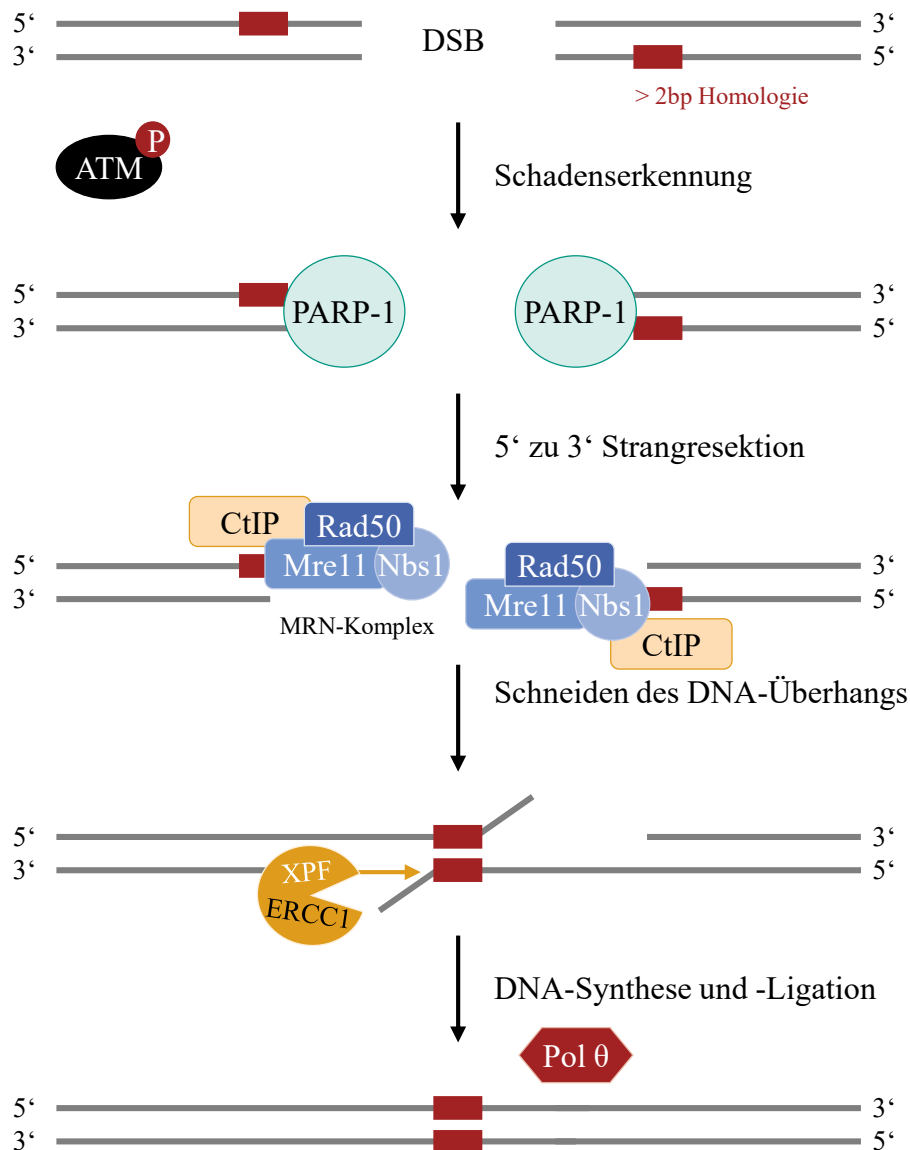 5‘ 3‘
DSB
3‘ 5‘
> 2bp Homologie
P
ATM
Schadenserkennung
5‘ 3‘
3‘ PARP-1 PARP-1 5‘
5‘ zu 3‘ Strangresektion
CtIP
Rad50
5‘ Mre11 Nbs1 Rad50 3‘
3‘ Mre11 Nbs1 5‘
MRN-Komplex
CtIP
Schneiden des DNA-Überhangs
5‘ 3‘
3‘ 5‘
XPF
ERCC1
DNA-Synthese und -Ligation
Pol θ
5‘ 3‘
3‘ 5‘